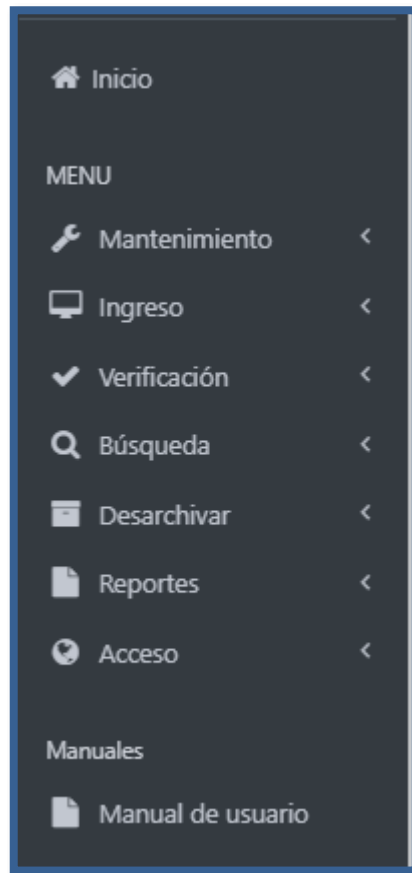 Inicio
MENU
Mantenimiento
Ingreso
Verificación
Búsqueda
Desarchivar
Reportes
Acceso
Manuales
Manual de usuario